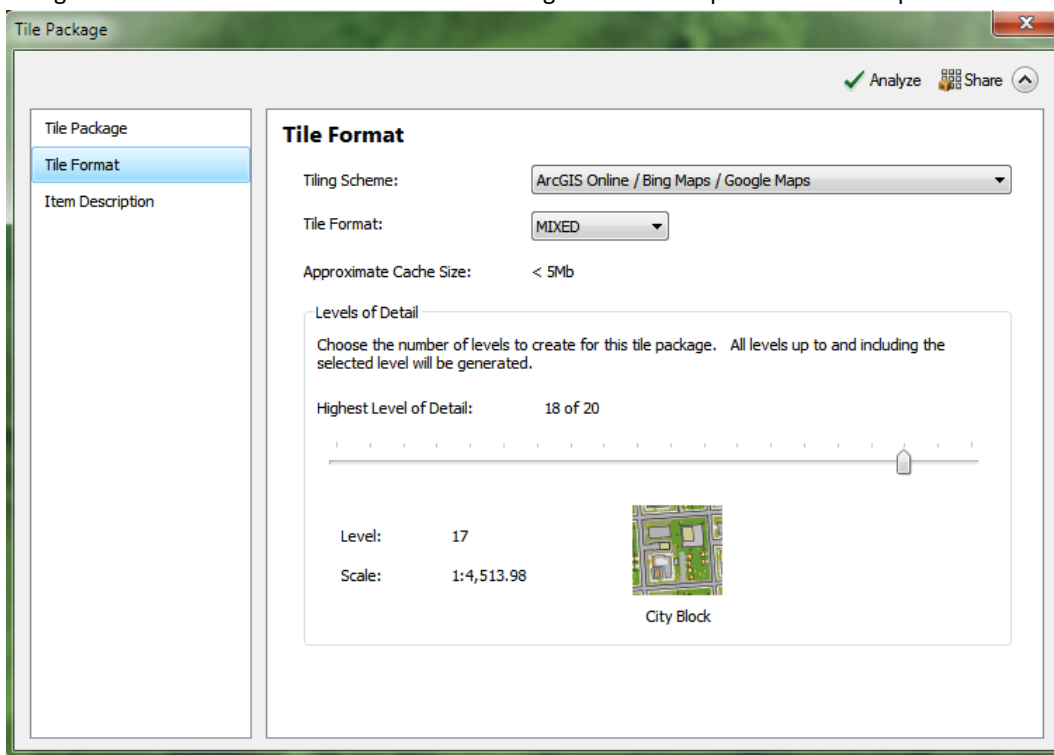 Tile Package
Analyze Share
Tile Package
Tile Format
Item Description
Tile Format
Tiling Scheme: ArcGIS Online / Bing Maps / Google Maps
Tile Format: MIXED
Approximate Cache Size: < 5Mb
Levels of Detail
Choose the number of levels to create for this tile package. All levels up to and including the
selected level will be generated.
Highest Level of Detail: 18 of 20
Level: 17
Scale: 1:4,513.98
City Block